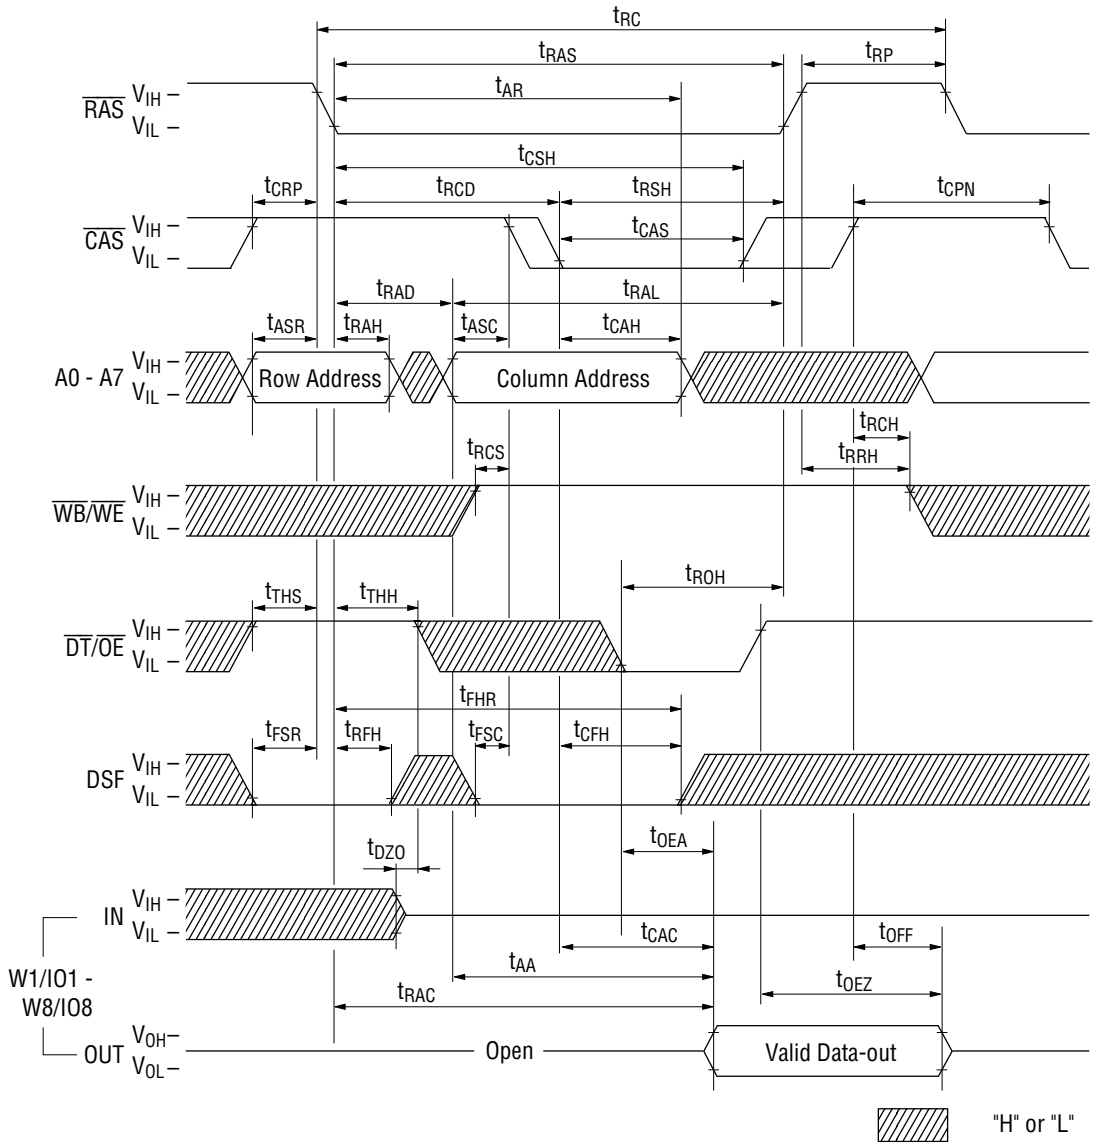 tRC
tRAS tRP
tAR
RAS VIH –
VIL –
tCSH
tCRP tRCD tRSH tCPN
CAS VIH –
VIL –
tCAS
tRAD tRAL
tASR tRAH tASC tCAH
A0 - A7 VIH –
VIL –
Row Address Column Address
tRCH
tRCS tRRH
WB/WE VIH –
VIL –
tROH
tTHS tTHH
DT/OE VIH –
VIL –
tFHR
tFSR tRFH tFSC tCFH
DSF VIH –
VIL –
tOEA
tDZO
IN VIH –
VIL –
tCAC tOFF
tAA tOEZ
W1/IO1 -
W8/IO8
tRAC
OUT VOH –
VOL –
Open Valid Data-out
"H" or "L"